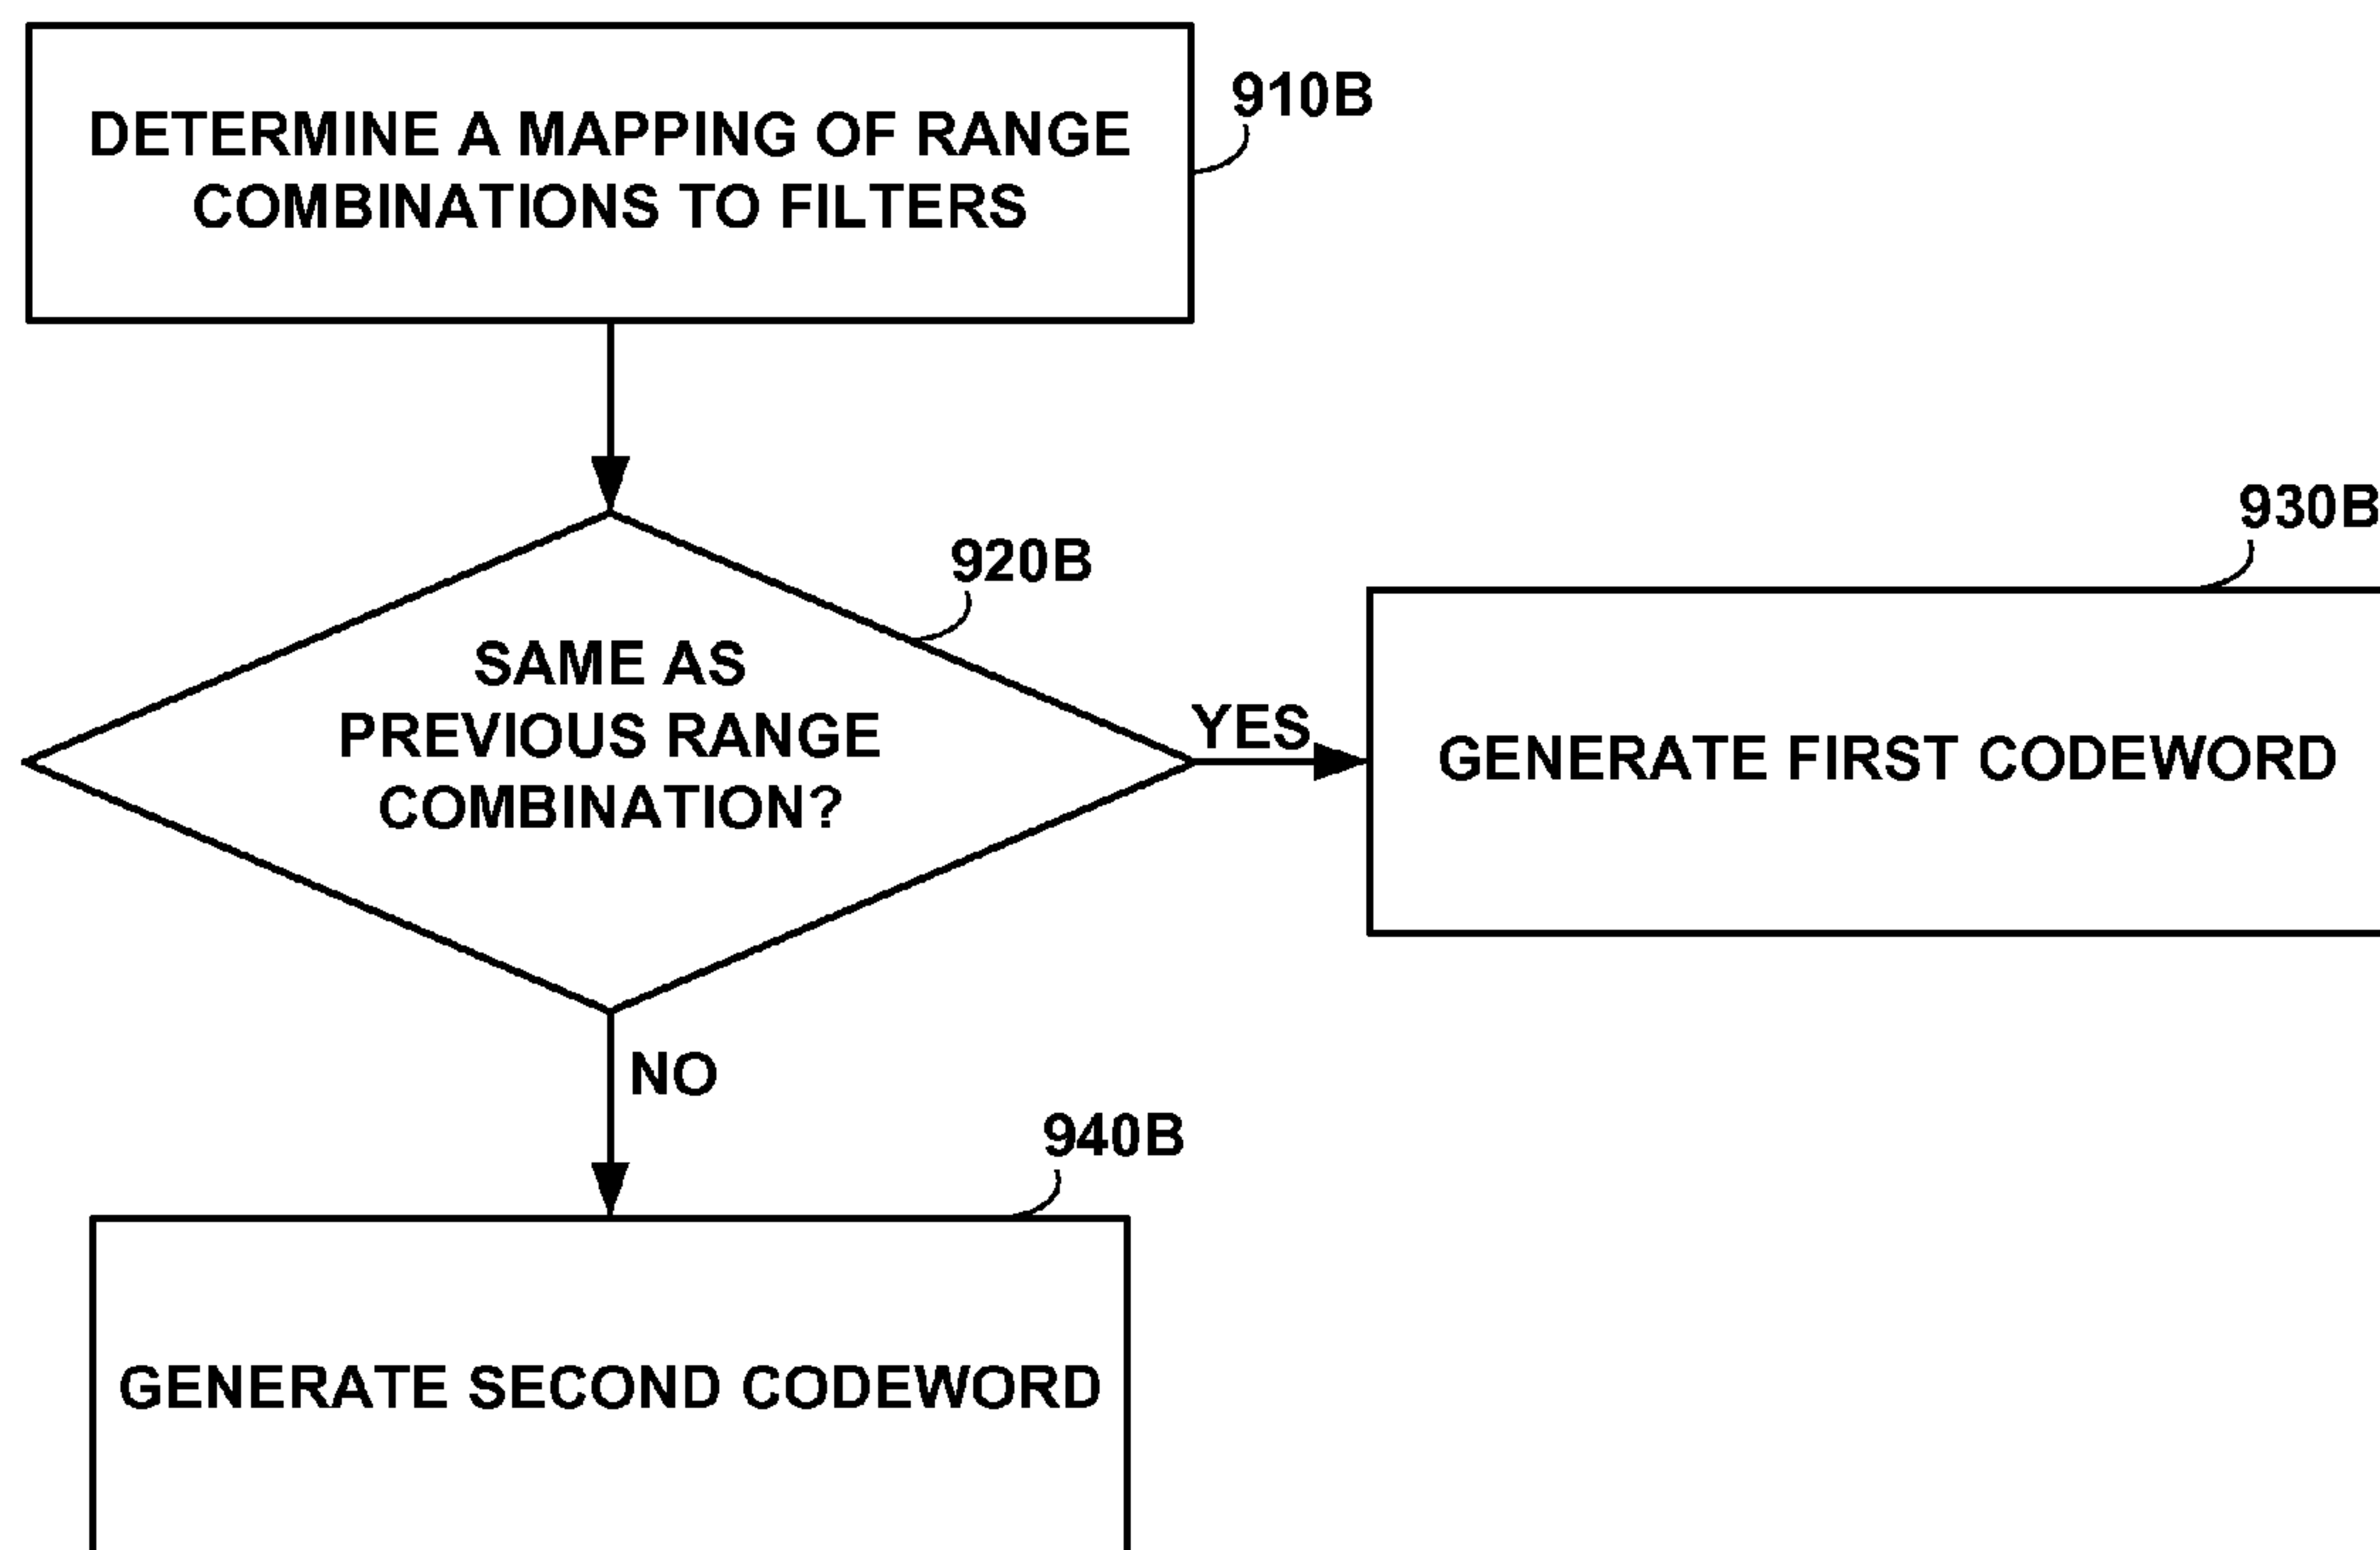 DETERMINE A MAPPING OF RANGE
COMBINATIONS TO FILTERS
910B
SAME AS
PREVIOUS RANGE
COMBINATION?
920B
YES
930B
GENERATE FIRST CODEWORD
NO
940B
GENERATE SECOND CODEWORD